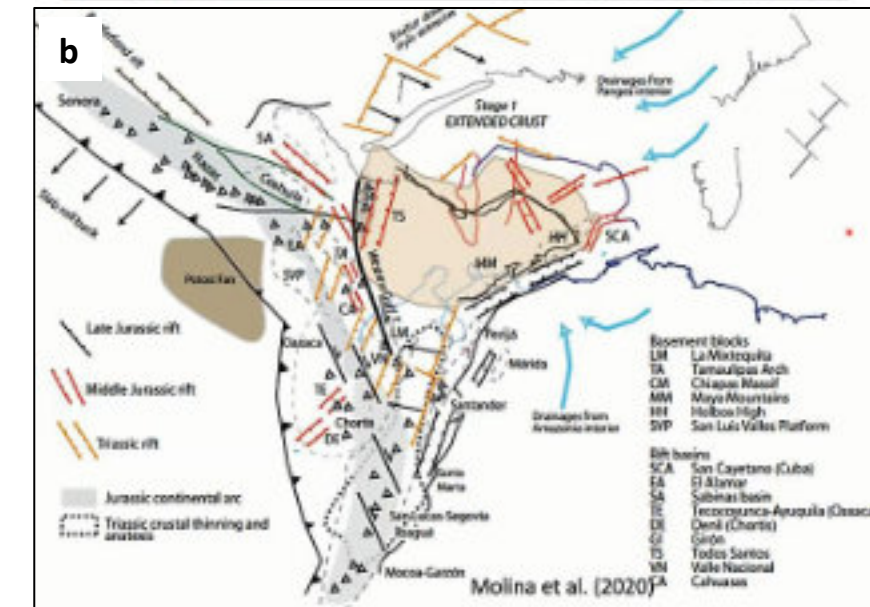 b
Drainages from
Pangea interior
Stage 1
EXTENDED CRUST
Sonora
SA
Coahuila
Slab rollback
TS
HH
SCA
MM
EA
TA
SVP
Potosi Fan
CA
Late Jurassic rift
Oaxaca
LM
VN
Perijá
Mérida
Middle Jurassic rift
TE
Chortis
DE
Santander
Drainages from
Amazonia interior
Triassic rift
Santa
Marta
Jurassic continental arc
San Lucas-Segovia
Ibagué
Triassic crustal thinning and
anatexis
Mocoa-Garzón
Basement blocks
LM La Mixtequita
TA Tamaulipas Arch
CM Chiapas Massif
MM Maya Mountains
HH Holbox High
SVP San Luis Valles Platform
Rift basins
SCA San Cayetano (Cuba)
EA El Alamar
SA Sabinas basin
TE Tecocoyunca-Ayuquila (Oaxaca
DE Denli (Chortis)
GI Girón
TS Todos Santos
VN Valle Nacional
CA Cahuasas
Molina et al. (2020)